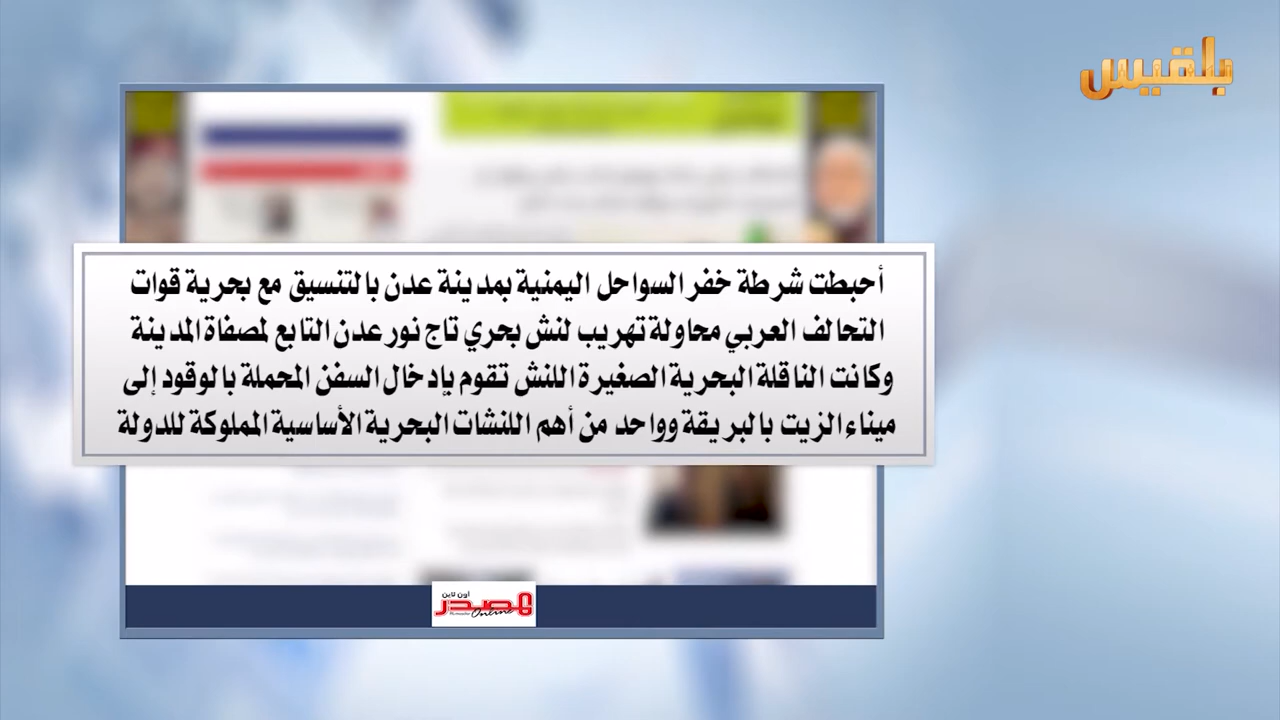 بلقيس
أحبطت شرطة خفر السواحل اليمنية بمدينة عدن بالتنسيق مع بحرية قوات
التحالف العربي محاولة تهريب لنش بحري تاج نور عدن التابع لمصفاة المدينة
وكانت الناقلة البحرية الصغيرة اللنش تقوم بإدخال السفن المحملة بالوقود إلى
ميناء الزيت بالبريقة وواحد من أهم اللنشات البحرية الأساسية المملوكة للدولة
أون لاين
المصدر
Online